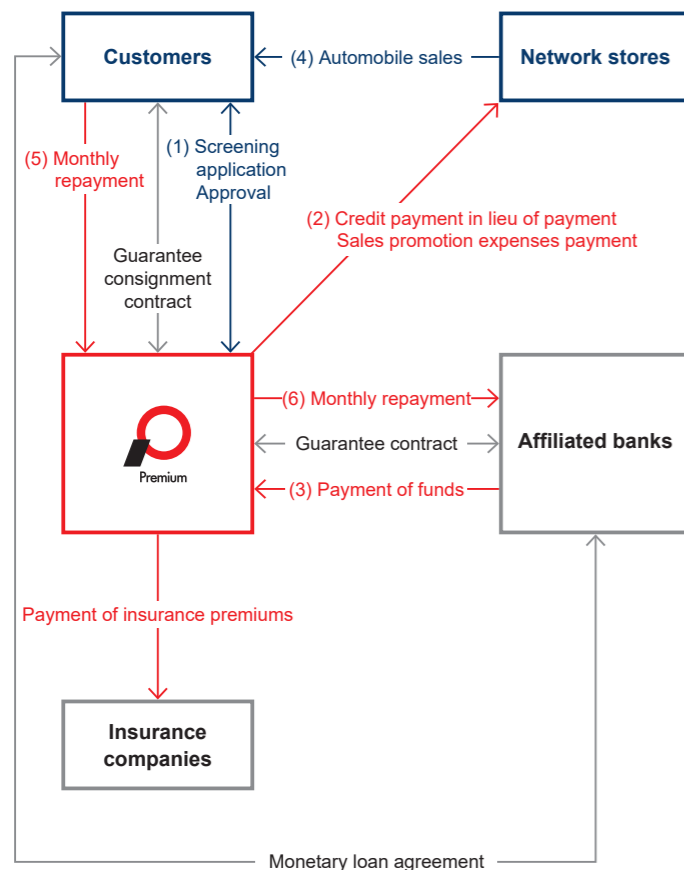 Customers
(4) Automobile sales
Network stores
(5) Monthly
repayment
(1) Screening
application
Approval
(2) Credit payment in lieu of payment
Sales promotion expenses payment
Guarantee
consignment
contract
Premium
(6) Monthly repayment
Guarantee contract
(3) Payment of funds
Affiliated banks
Payment of insurance premiums
Insurance
companies
Monetary loan agreement